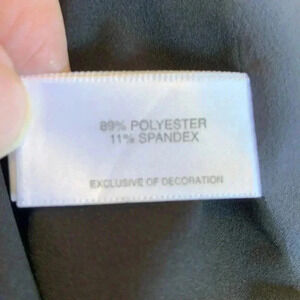 89% POLYESTER
11% SPANDEX
EXCLUSIVE OF DECORATION